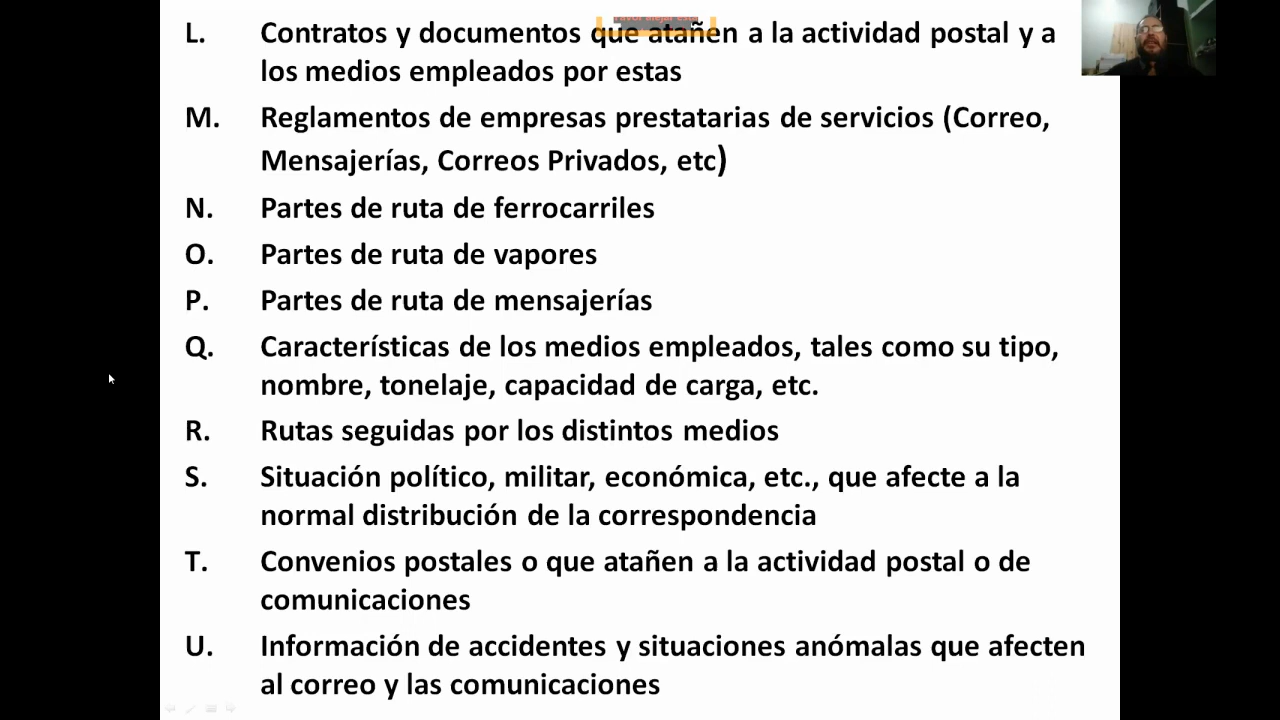 L. Contratos y documentos que atañen a la actividad postal y a
los medios empleados por estas
M. Reglamentos de empresas prestatarias de servicios (Correo,
Mensajerías, Correos Privados, etc)
N. Partes de ruta de ferrocarriles
O. Partes de ruta de vapores
P. Partes de ruta de mensajerías
Q. Características de los medios empleados, tales como su tipo,
nombre, tonelaje, capacidad de carga, etc.
R. Rutas seguidas por los distintos medios
S. Situación político, militar, económica, etc., que afecte a la
normal distribución de la correspondencia
T. Convenios postales o que atañen a la actividad postal o de
comunicaciones
U. Información de accidentes y situaciones anómalas que afecten
al correo y las comunicaciones